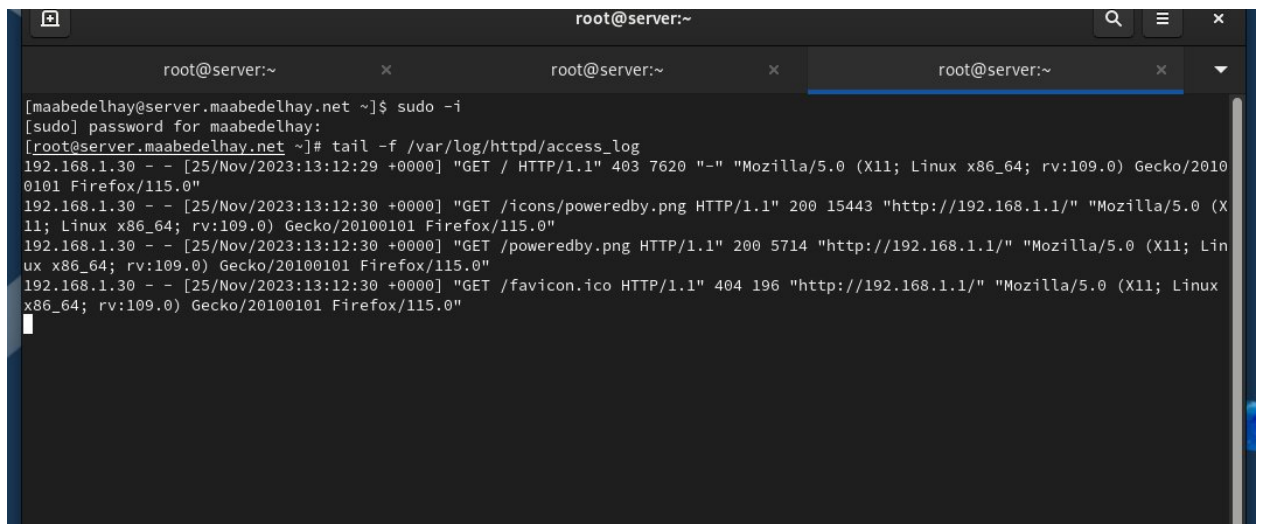 root@server:~
root@server:~ × root@server:~ × root@server:~ ×
[maabedelhay@server.maabedelhay.net ~]$ sudo -i
[sudo] password for maabedelhay:
[root@server.maabedelhay.net ~]# tail -f /var/log/httpd/access_log
192.168.1.30 - - [25/Nov/2023:13:12:29 +0000] "GET / HTTP/1.1" 403 7620 "-" "Mozilla/5.0 (X11; Linux x86_64; rv:109.0) Gecko/2010
0101 Firefox/115.0"
192.168.1.30 - - [25/Nov/2023:13:12:30 +0000] "GET /icons/poweredby.png HTTP/1.1" 200 15443 "http://192.168.1.1/" "Mozilla/5.0 (X
11; Linux x86_64; rv:109.0) Gecko/20100101 Firefox/115.0"
192.168.1.30 - - [25/Nov/2023:13:12:30 +0000] "GET /poweredby.png HTTP/1.1" 200 5714 "http://192.168.1.1/" "Mozilla/5.0 (X11; Lin
ux x86_64; rv:109.0) Gecko/20100101 Firefox/115.0"
192.168.1.30 - - [25/Nov/2023:13:12:30 +0000] "GET /favicon.ico HTTP/1.1" 404 196 "http://192.168.1.1/" "Mozilla/5.0 (X11; Linux
x86_64; rv:109.0) Gecko/20100101 Firefox/115.0"